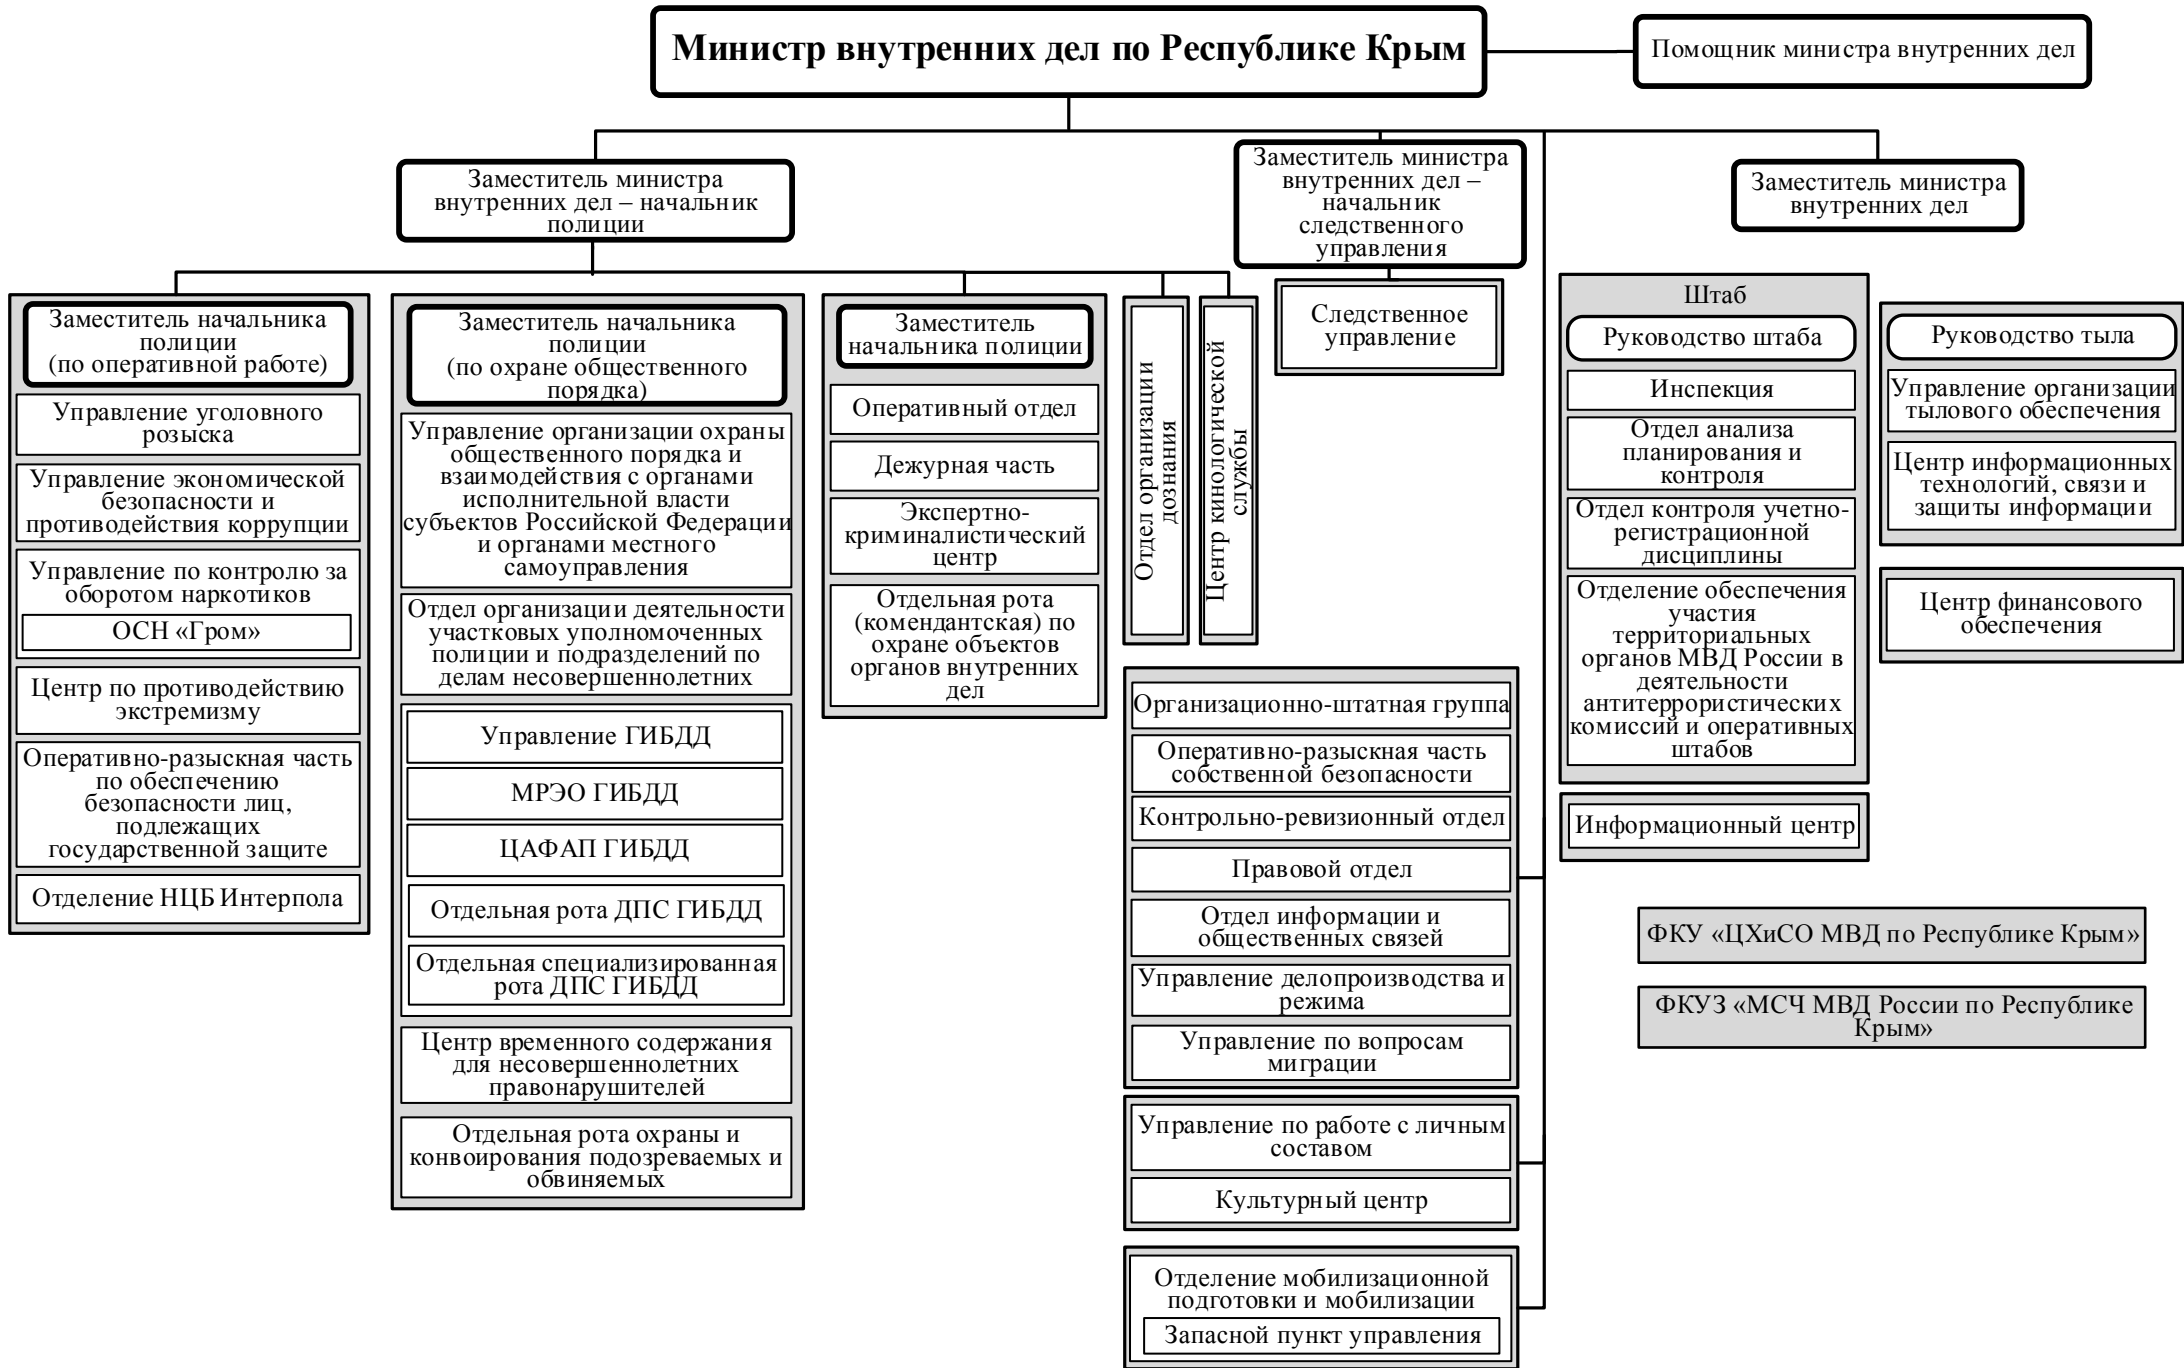 Министр внутренних дел по Республике Крым
Помощник министра внутренних дел
Заместитель министра
внутренних дел – начальник
полиции
Заместитель министра
внутренних дел –
начальник
следственного
управления
Заместитель министра
внутренних дел
Заместитель начальника
полиции
(по оперативной работе)
Управление уголовного
розыска
Управление экономической
безопасности и
противодействия коррупции
Управление по контролю за
оборотом наркотиков
ОСН «Гром»
Центр по противодействию
экстремизму
Оперативно-разыскная часть
по обеспечению
безопасности лиц,
подлежащих
государственной защите
Отделение НЦБ Интерпола
Заместитель начальника
полиции
(по охране общественного
порядка)
Управление организации охраны
общественного порядка и
взаимодействия с органами
исполнительной власти
субъектов Российской Федерации
и органами местного
самоуправления
Отдел организации деятельности
участковых уполномоченных
полиции и подразделений по
делам несовершеннолетних
Управление ГИБДД
МРЭО ГИБДД
ЦАФАП ГИБДД
Отдельная рота ДПС ГИБДД
Отдельная специализированная
рота ДПС ГИБДД
Центр временного содержания
для несовершеннолетних
правонарушителей
Отдельная рота охраны и
конвоирования подозреваемых и
обвиняемых
Заместитель
начальника полиции
Оперативный отдел
Дежурная часть
Экспертно-
криминалистический
центр
Отдельная рота
(комендантская) по
охране объектов
органов внутренних
дел
Отдел организации
дознания
Центр кинологической
службы
Следственное
управление
Организационно-штатная группа
Оперативно-разыскная часть
собственной безопасности
Контрольно-ревизионный отдел
Правовой отдел
Отдел информации и
общественных связей
Управление делопроизводства и
режима
Управление по вопросам
миграции
Управление по работе с личным
составом
Культурный центр
Отделение мобилизационной
подготовки и мобилизации
Запасной пункт управления
Штаб
Руководство штаба
Инспекция
Отдел анализа
планирования и
контроля
Отдел контроля учетно-
регистрационной
дисциплины
Отделение обеспечения
участия
территориальных
органов МВД России в
деятельности
антитеррористических
комиссий и оперативных
штабов
Информационный центр
Руководство тыла
Управление организации
тылового обеспечения
Центр информационных
технологий, связи и
защиты информации
Центр финансового
обеспечения
ФКУ «ЦХиСО МВД по Республике Крым»
ФКУЗ «МСЧ МВД России по Республике
Крым»